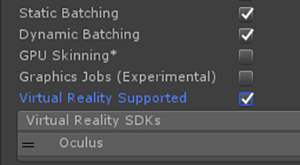 Static Batching
Dynamic Batching
GPU Skinning*
Graphics Jobs (Experimental)
Virtual Reality Supported
Virtual Reality SDKs
Oculus